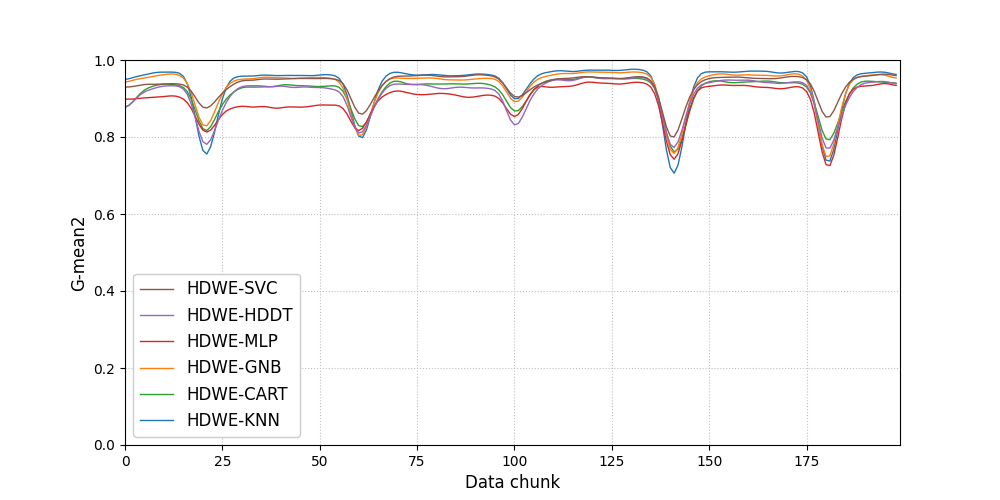 1.0
0.8
0.6
0.4
0.2
0.0
G-mean2
HDWE-SVC
HDWE-HDDT
HDWE-MLP
HDWE-GNB
HDWE-CART
HDWE-KNN
0 25 50 75 100 125 150 175
Data chunk